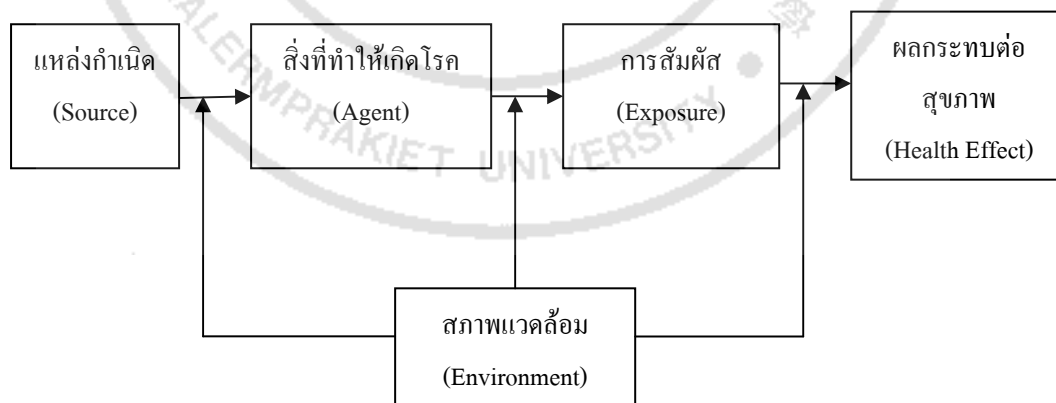 แหล่งกำเนิด
(Source)
สิ่งที่ทำให้เกิดโรค
(Agent)
การสัมผัส
(Exposure)
ผลกระทบต่อ
สุขภาพ
(Health Effect)
สภาพแวดล้อม
(Environment)
ALERMPRAKIET UNIVERSITY